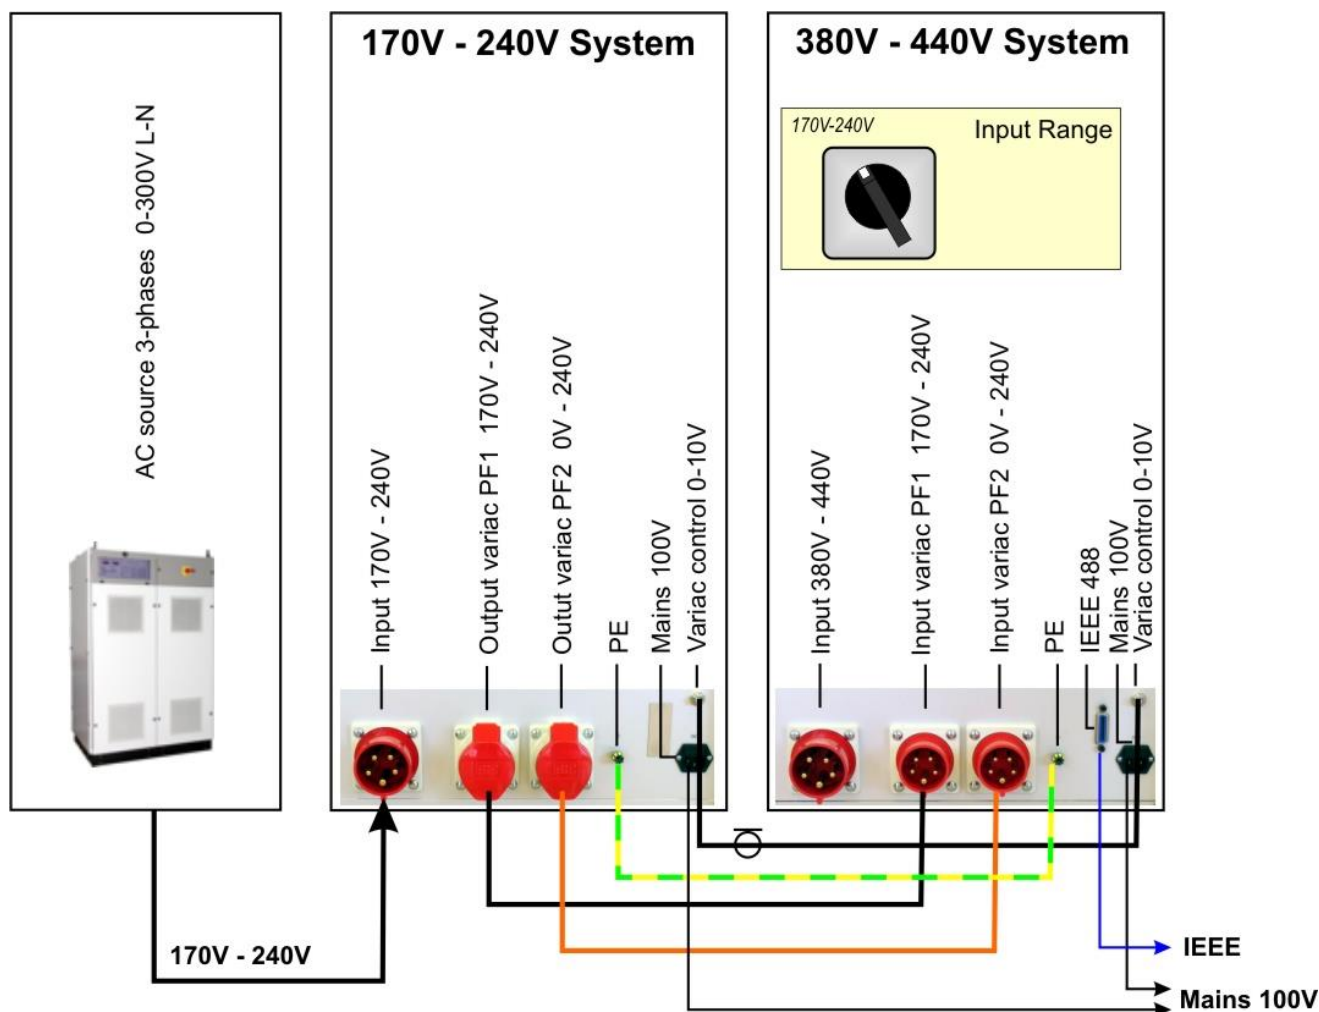 170V - 240V System
380V - 440V System
170V-240V
Input Range
AC source 3-phases 0-300V L-N
Input 170V - 240V
Output variac PF1 170V - 240V
Outut variac PF2 0V - 240V
PE
Mains 100V
Variac control 0-10V
Input 380V - 440V
Input variac PF1 170V - 240V
Input variac PF2 0V - 240V
PE
IEEE 488
Mains 100V
Variac control 0-10V
170V - 240V
IEEE
Mains 100V